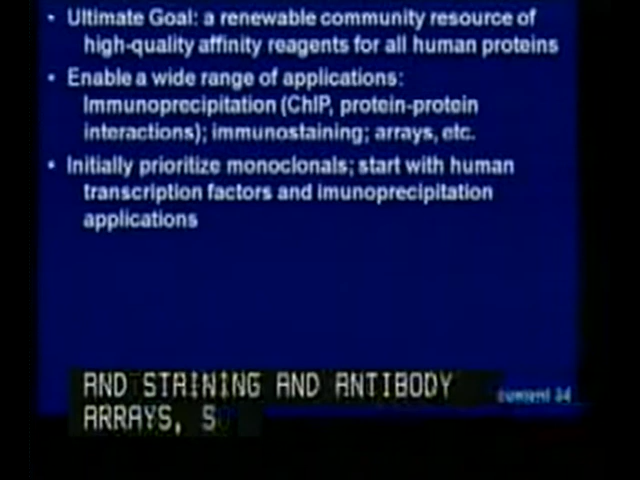 • Ultimate Goal: a renewable community resource of
high-quality affinity reagents for all human proteins
• Enable a wide range of applications:
Immunoprecipitation (ChIP, protein-protein
interactions); immunostaining; arrays, etc.
• Initially prioritize monoclonals; start with human
transcription factors and imunoprecipitation
applications
AND STAINING AND ANTIBODY
ARRAYS, SO